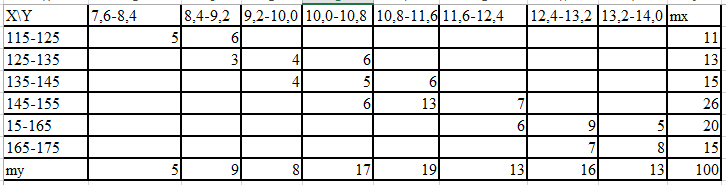 X\Y 7,6-8,4 8,4-9,2 9,2-10,0 10,0-10,8 10,8-11,6 11,6-12,4 12,4-13,2 13,2-14,0 mx
115-125 5 6 11
125-135 3 4 6 13
135-145 4 5 6 15
145-155 6 13 7 26
15-165 6 9 5 20
165-175 7 8 15
my 5 9 8 17 19 13 16 13 100